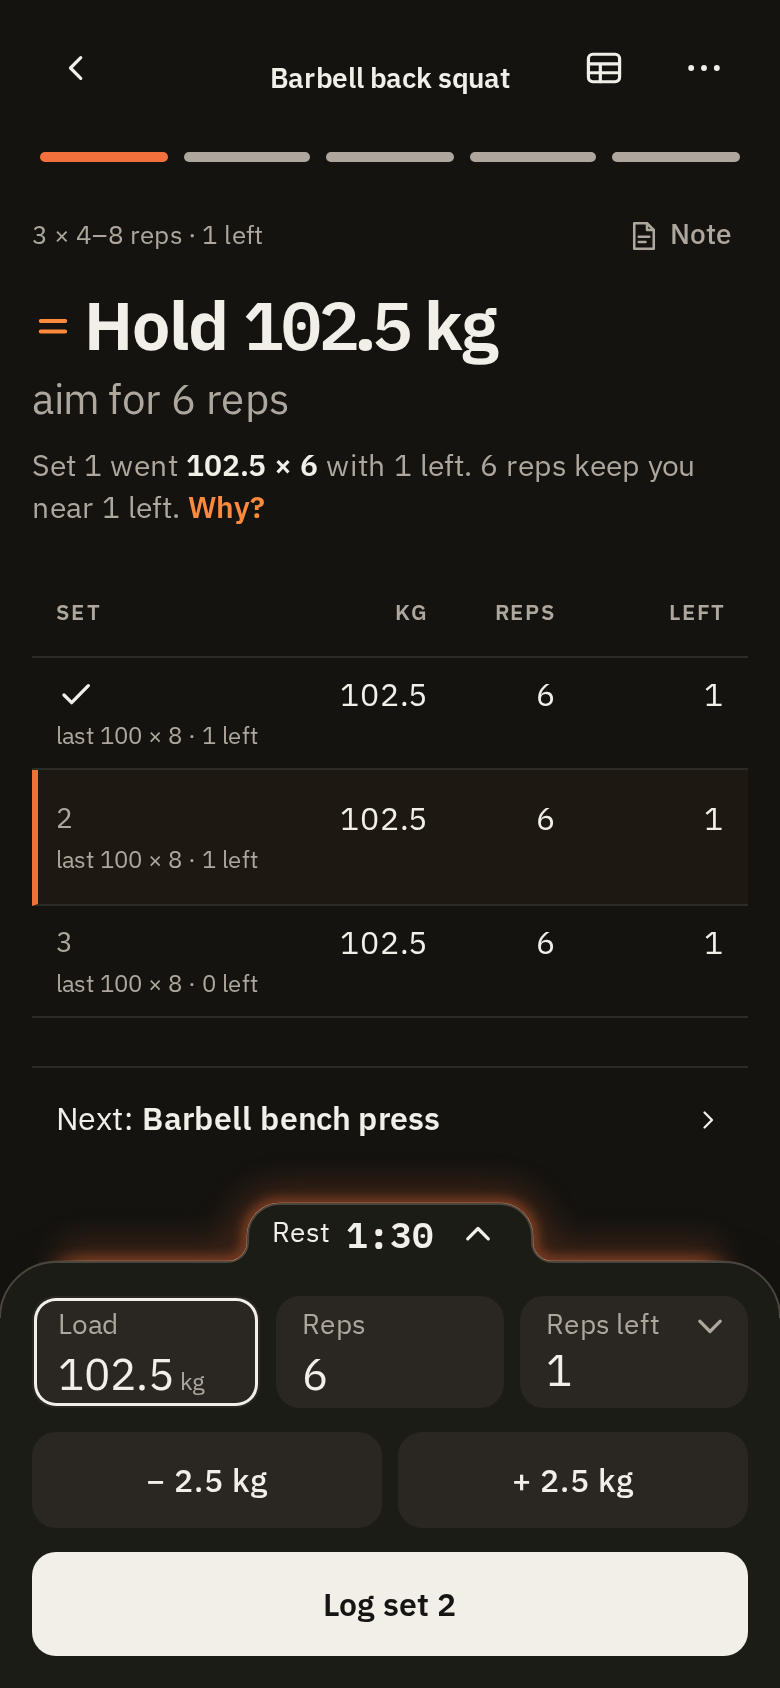 Barbell back squat
3 × 4–8 reps · 1 left
Note
= Hold 102.5 kg
aim for 6 reps
Set 1 went 102.5 × 6 with 1 left. 6 reps keep you
near 1 left. Why?
SET KG REPS LEFT
102.5 6 1
last 100 × 8 · 1 left
2 102.5 6 1
last 100 × 8 · 1 left
3 102.5 6 1
last 100 × 8 · 0 left
Next: Barbell bench press
Rest 1:30
Load Reps Reps left
102.5 kg 6 1
− 2.5 kg + 2.5 kg
Log set 2